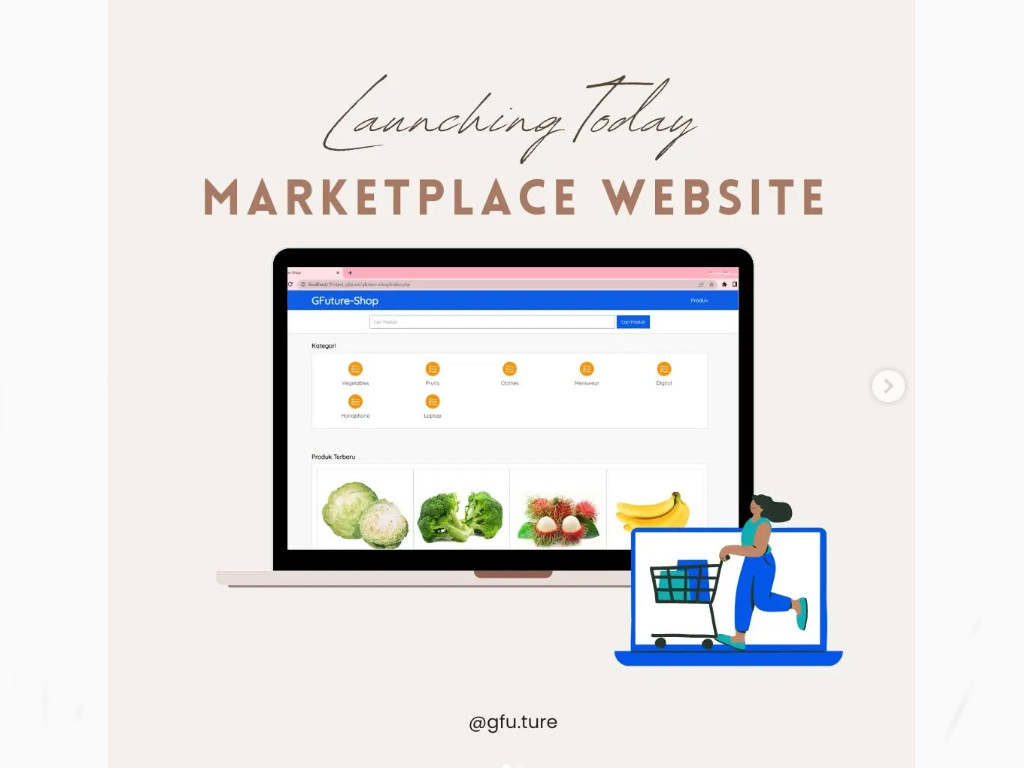 Launching Today
MARKETPLACE WEBSITE
GFuture-Shop
Produk
Cari Produk
Cari Produk
Kategori
Vegetables
Fruits
Clothes
Menswear
Digital
Handphone
Laptop
Produk Terbaru
@gfu.ture